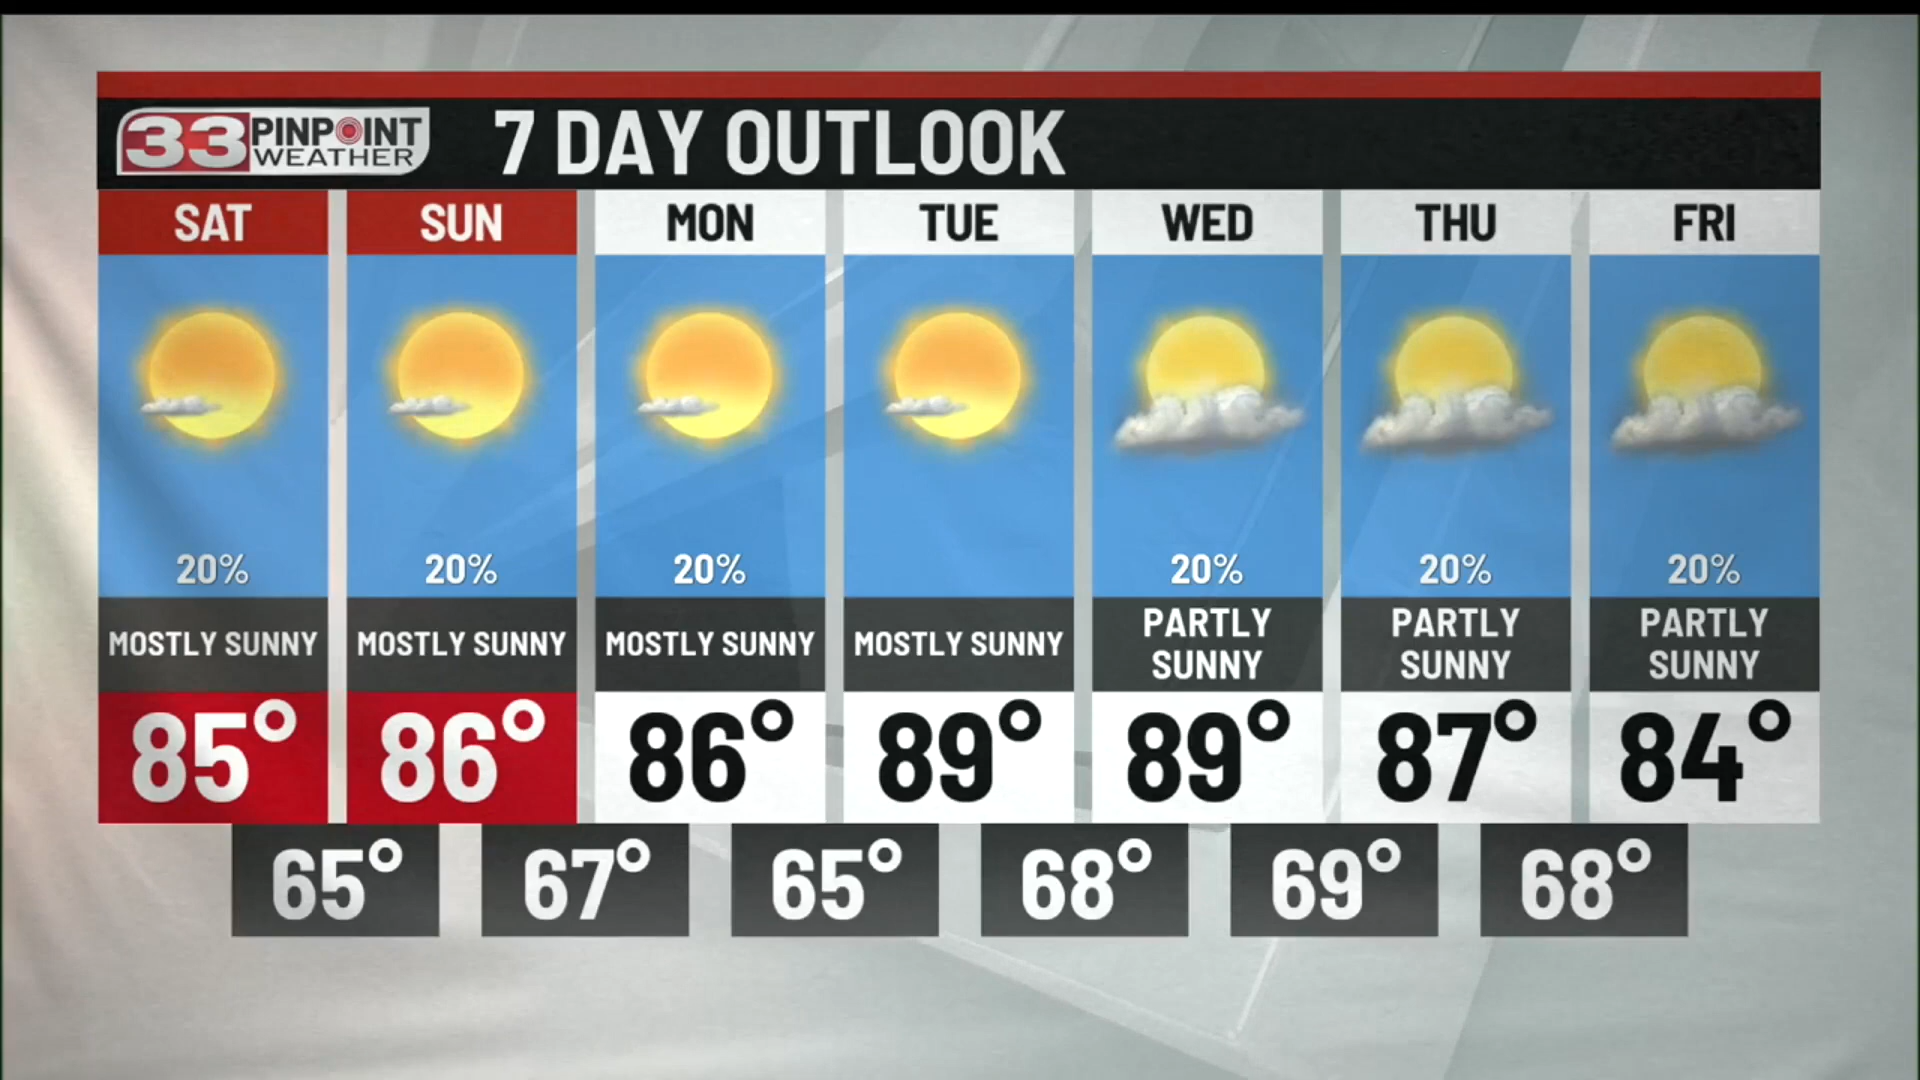 33 PINPOINT WEATHER
7 DAY OUTLOOK
SAT SUN MON TUE WED THU FRI
20% 20% 20% 20% 20% 20%
MOSTLY SUNNY MOSTLY SUNNY MOSTLY SUNNY MOSTLY SUNNY PARTLY SUNNY PARTLY SUNNY PARTLY SUNNY
85° 86° 86° 89° 89° 87° 84°
65° 67° 65° 68° 69° 68°